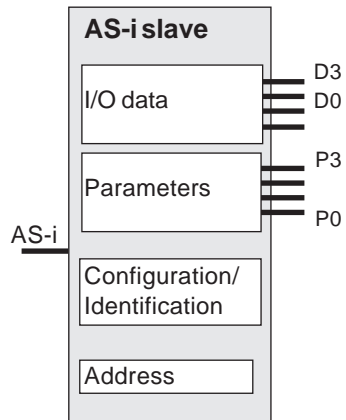 AS-i slave
D3
I/O data
D0
P3
Parameters
P0
AS-i
Configuration/
Identification
Address